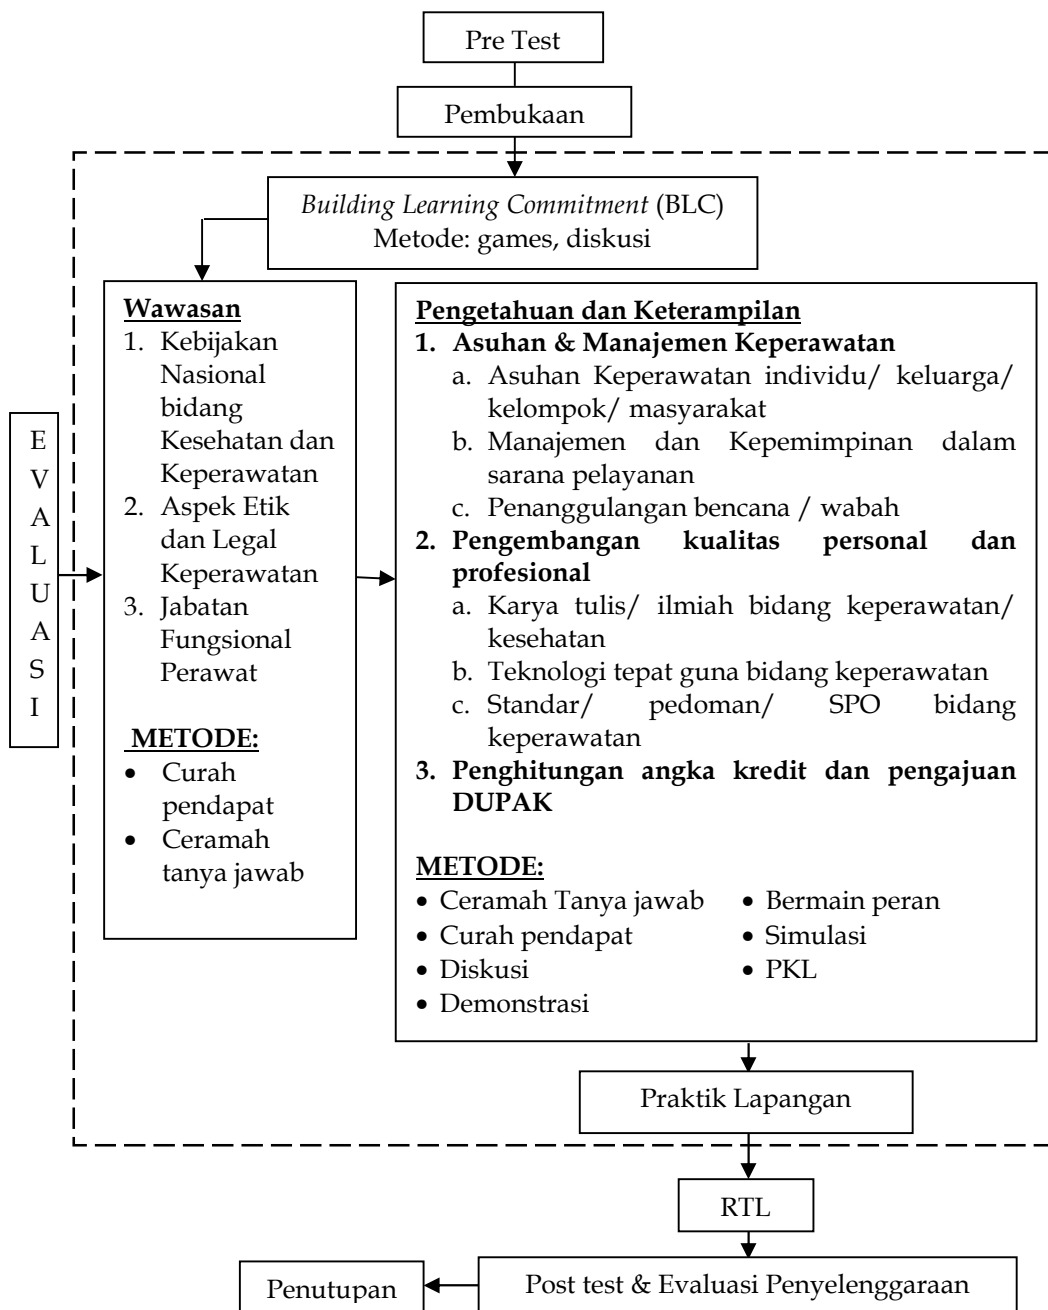 Pre Test
Pembukaan
Building Learning Commitment (BLC)
Metode: games, diskusi
E
V
A
L
U
A
S
I
Wawasan
1. Kebijakan
Nasional
bidang
Kesehatan dan
Keperawatan
2. Aspek Etik
dan Legal
Keperawatan
3. Jabatan
Fungsional
Perawat
METODE:
• Curah
pendapat
• Ceramah
tanya jawab
Pengetahuan dan Keterampilan
1. Asuhan & Manajemen Keperawatan
a. Asuhan Keperawatan individu/ keluarga/
kelompok/ masyarakat
b. Manajemen dan Kepemimpinan dalam
sarana pelayanan
c. Penanggulangan bencana / wabah
2. Pengembangan kualitas personal dan
profesional
a. Karya tulis/ ilmiah bidang keperawatan/
kesehatan
b. Teknologi tepat guna bidang keperawatan
c. Standar/ pedoman/ SPO bidang
keperawatan
3. Penghitungan angka kredit dan pengajuan
DUPAK
METODE:
• Ceramah Tanya jawab
• Curah pendapat
• Diskusi
• Demonstrasi
• Bermain peran
• Simulasi
• PKL
Praktik Lapangan
RTL
Post test & Evaluasi Penyelenggaraan
Penutupan